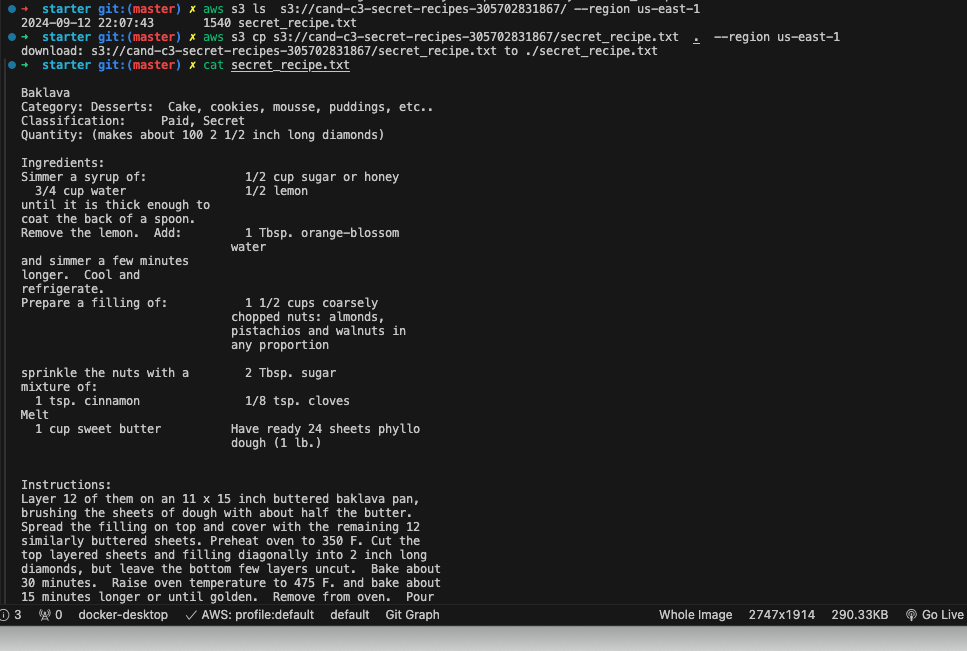 ➜  starter git:(master) ✗ aws s3 ls  s3://cand-c3-secret-recipes-305702831867/ --region us-east-1
2024-09-12 22:07:43       1540 secret_recipe.txt
➜  starter git:(master) ✗ aws s3 cp s3://cand-c3-secret-recipes-305702831867/secret_recipe.txt  .  --region us-east-1
download: s3://cand-c3-secret-recipes-305702831867/secret_recipe.txt to ./secret_recipe.txt
➜  starter git:(master) ✗ cat secret_recipe.txt
Baklava
Category: Desserts:  Cake, cookies, mousse, puddings, etc..
Classification:     Paid, Secret
Quantity: (makes about 100 2 1/2 inch long diamonds)
Ingredients:
Simmer a syrup of:              1/2 cup sugar or honey
  3/4 cup water                 1/2 lemon
until it is thick enough to
coat the back of a spoon.
Remove the lemon.  Add:         1 Tbsp. orange-blossom
                              water
and simmer a few minutes
longer.  Cool and
refrigerate.
Prepare a filling of:           1 1/2 cups coarsely
                              chopped nuts: almonds,
                              pistachios and walnuts in
                              any proportion
sprinkle the nuts with a        2 Tbsp. sugar
mixture of:
  1 tsp. cinnamon               1/8 tsp. cloves
Melt
  1 cup sweet butter          Have ready 24 sheets phyllo
                              dough (1 lb.)
Instructions:
Layer 12 of them on an 11 x 15 inch buttered baklava pan,
brushing the sheets of dough with about half the butter.
Spread the filling on top and cover with the remaining 12
similarly buttered sheets. Preheat oven to 350 F. Cut the
top layered sheets and filling diagonally into 2 inch long
diamonds, but leave the bottom few layers uncut.  Bake about
30 minutes.  Raise oven temperature to 475 F. and bake about
15 minutes longer or until golden.  Remove from oven.  Pour
3 0 docker-desktop ✓ AWS: profile:default default Git Graph Whole Image 2747x1914 290.33KB Go Live